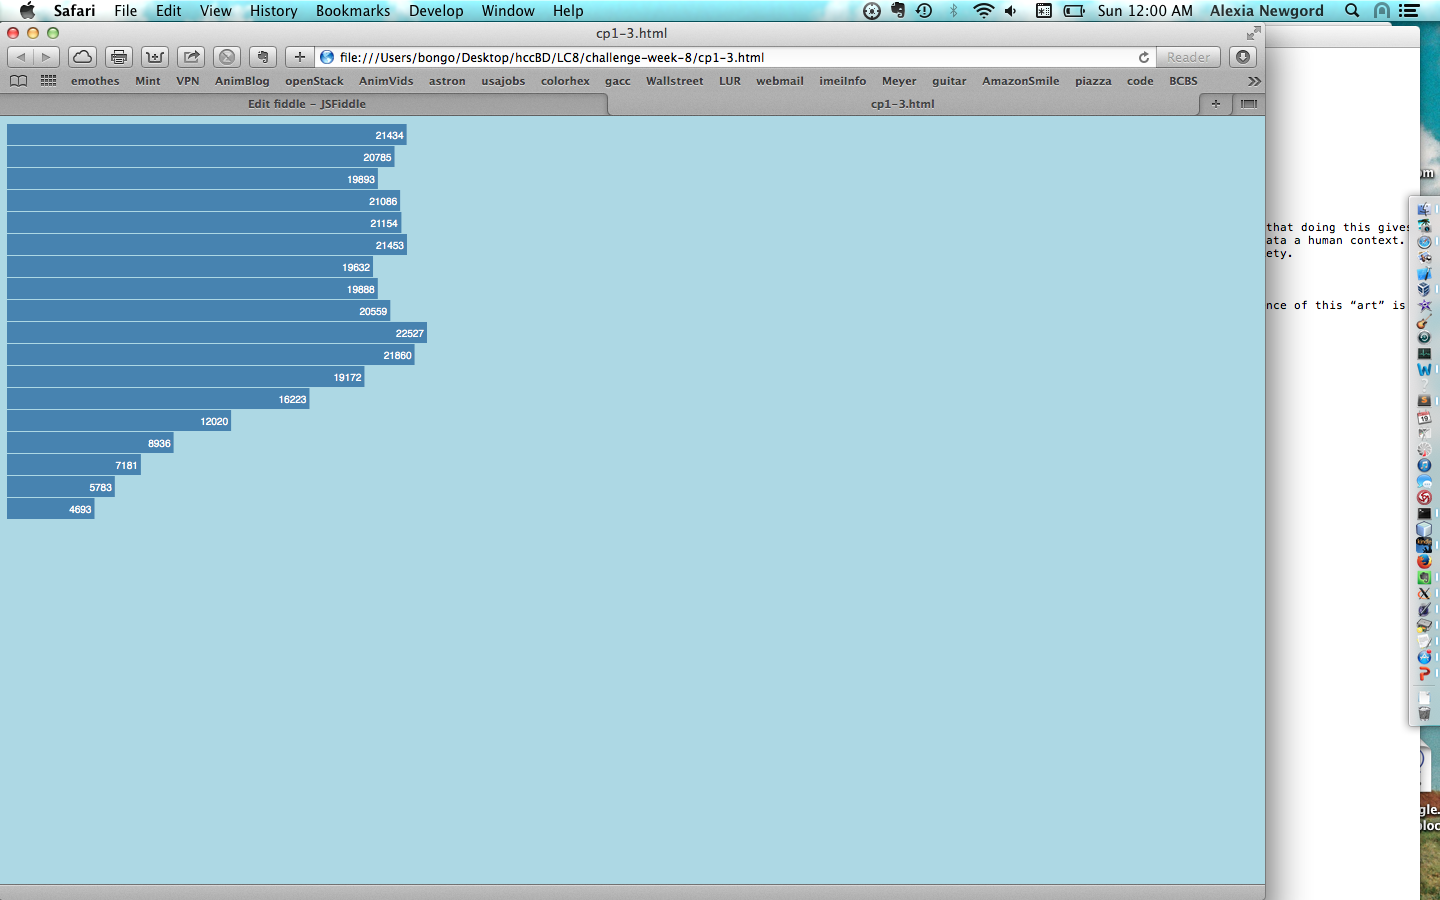 Safari File Edit View History Bookmarks Develop Window Help Sun 12:00 AM Alexia Newgord
cp1-3.html
file:///Users/bongo/Desktop/hccBD/LC8/challenge-week-8/cp1-3.html Reader
emothes Mint VPN AnimBlog openStack AnimVids astron usajobs colorhex gacc Wallstreet LUR webmail imeiInfo Meyer guitar AmazonSmile piazza code BCBS
Edit fiddle - JSFiddle cp1-3.html
21434
20785
19893
21086
21154
21453
19632
19888
20559
22527
21860
19172
16223
12020
8936
7181
5783
4693
that doing this gives
ata a human context.
ety.
nce of this “art” is
om
gle.
loc